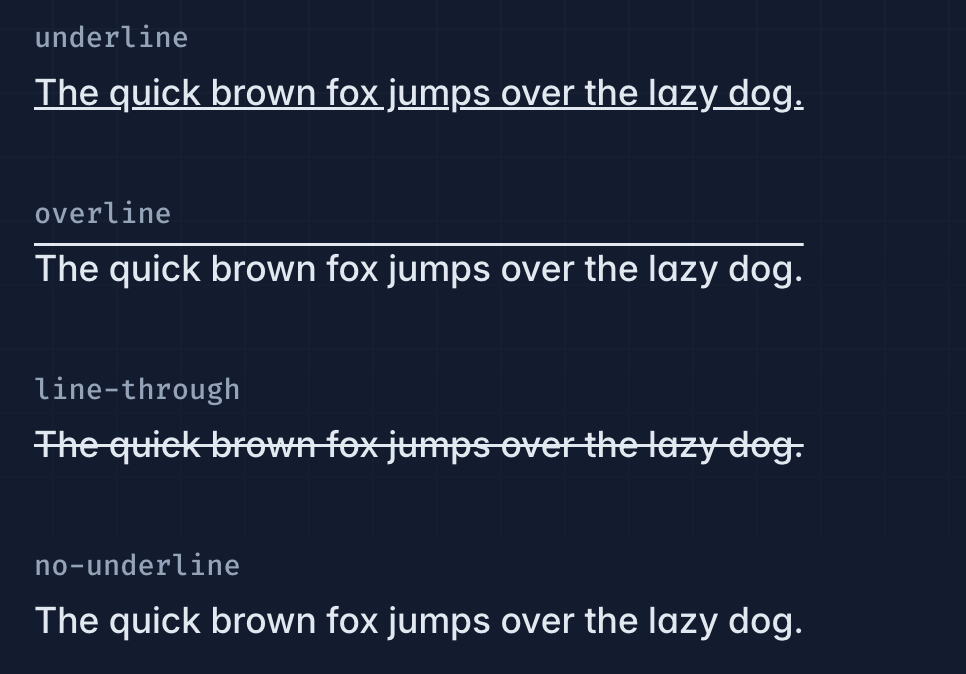 underline
The quick brown fox jumps over the lazy dog.
overline
The quick brown fox jumps over the lazy dog.
line-through
The quick brown fox jumps over the lazy dog.
no-underline
The quick brown fox jumps over the lazy dog.